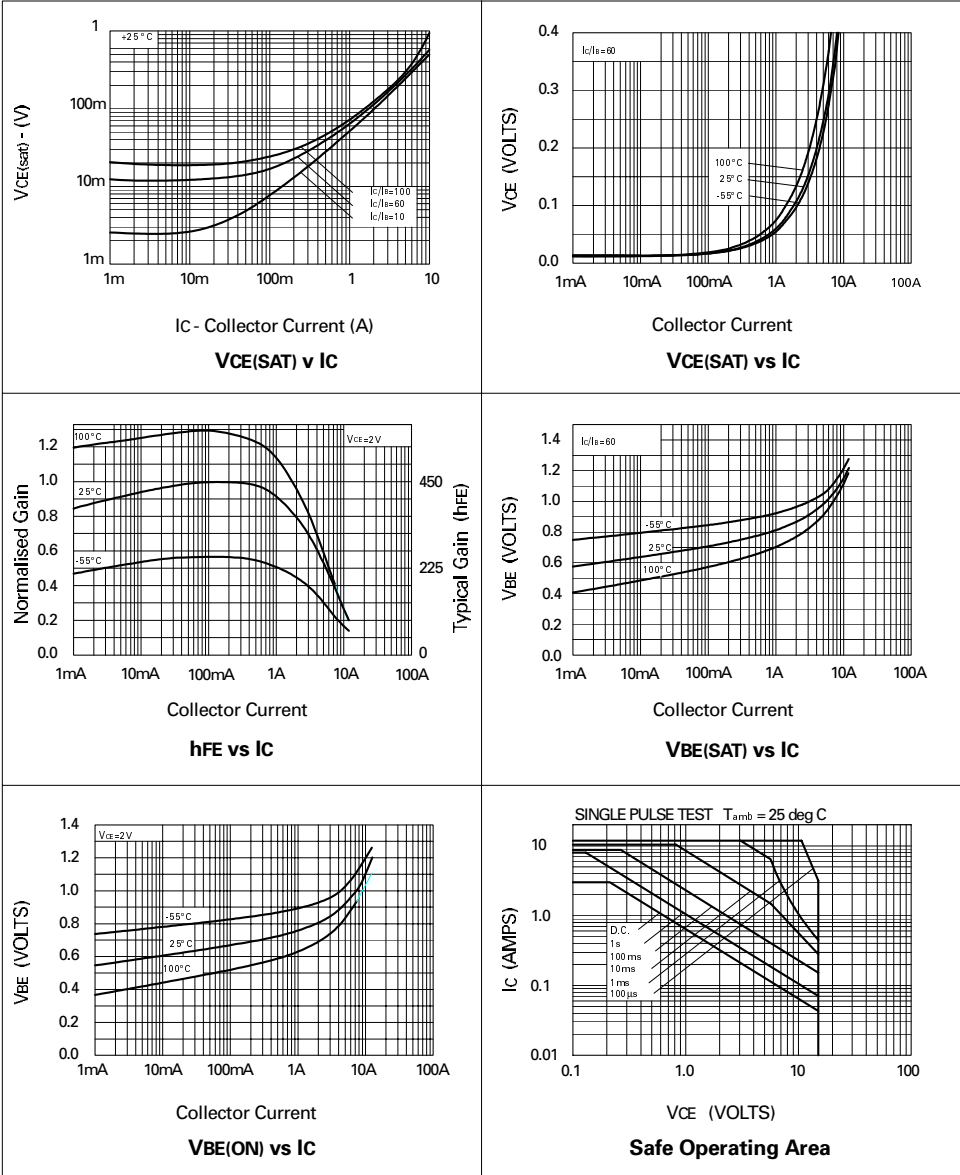 1
100m
10m
1m
1m 10m 100m 1 10
VCE(sat) - (V)
+25°C
IC/IB=100
IC/IB=60
IC/IB=10
IC - Collector Current (A)
VCE(SAT) v IC
0.4
0.3
0.2
0.1
0.0
1mA 10mA 100mA 1A 10A 100A
VCE (VOLTS)
IC/IB=60
100°C
25°C
-55°C
Collector Current
VCE(SAT) vs IC
1.2
1.0
0.8
0.6
0.4
0.2
0.0
1mA 10mA 100mA 1A 10A 100A
Normalised Gain
100°C
VCE=2V
25°C
-55°C
450
225
0
Typical Gain (hFE)
Collector Current
hFE vs IC
1.4
1.2
1.0
0.8
0.6
0.4
0.2
0.0
1mA 10mA 100mA 1A 10A 100A
VBE (VOLTS)
IC/IB=60
-55°C
25°C
100°C
Collector Current
VBE(SAT) vs IC
1.4
1.2
1.0
0.8
0.6
0.4
0.2
0.0
1mA 10mA 100mA 1A 10A 100A
VBE (VOLTS)
VCE=2V
-55°C
25°C
100°C
Collector Current
VBE(ON) vs IC
SINGLE PULSE TEST Tamb = 25 deg C
10
1.0
0.1
0.01
0.1 1.0 10 100
IC (AMPS)
D.C.
1s
100ms
10ms
1ms
100µs
VCE (VOLTS)
Safe Operating Area